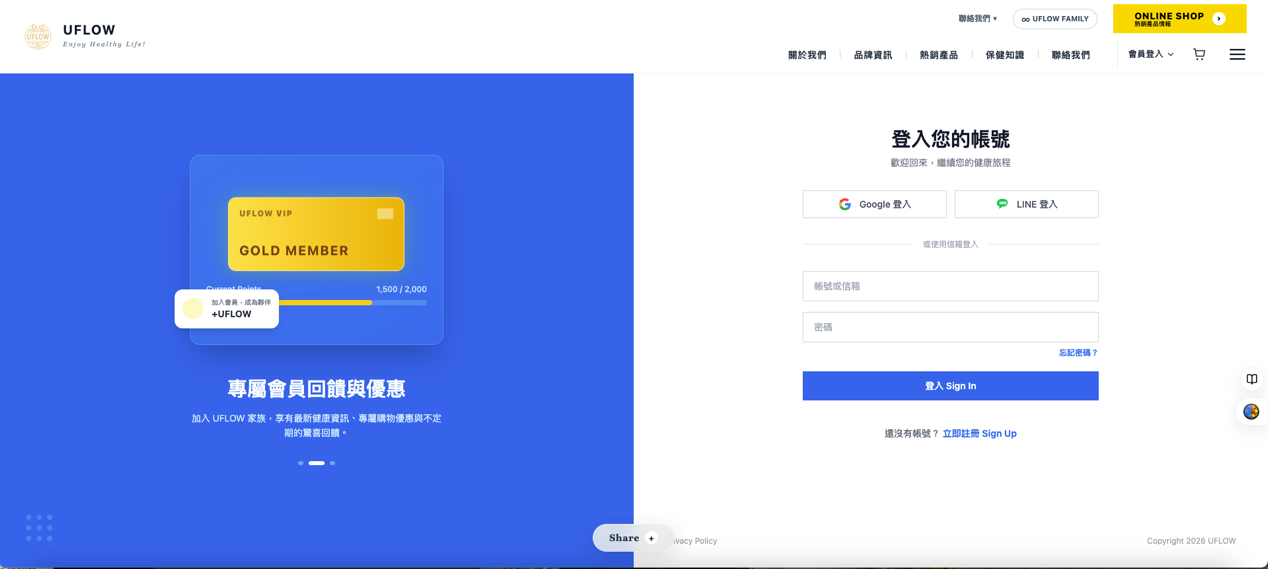 UFLOW
UFLOW
Enjoy Healthy Life!
聯絡我們 ▾
∞ UFLOW FAMILY
ONLINE SHOP
熱銷產品情報
關於我們
品牌資訊
熱銷產品
保健知識
聯絡我們
會員登入
UFLOW VIP
GOLD MEMBER
Current Points
1,500 / 2,000
加入會員，成為夥伴
+UFLOW
專屬會員回饋與優惠
加入 UFLOW 家族，享有最新健康資訊、專屬購物優惠與不定
期的驚喜回饋。
登入您的帳號
歡迎回來，繼續您的健康旅程
Google 登入
LINE 登入
或使用信箱登入
帳號或信箱
密碼
忘記密碼？
登入 Sign In
還沒有帳號？ 立即註冊 Sign Up
Share +
vacy Policy
Copyright 2026 UFLOW